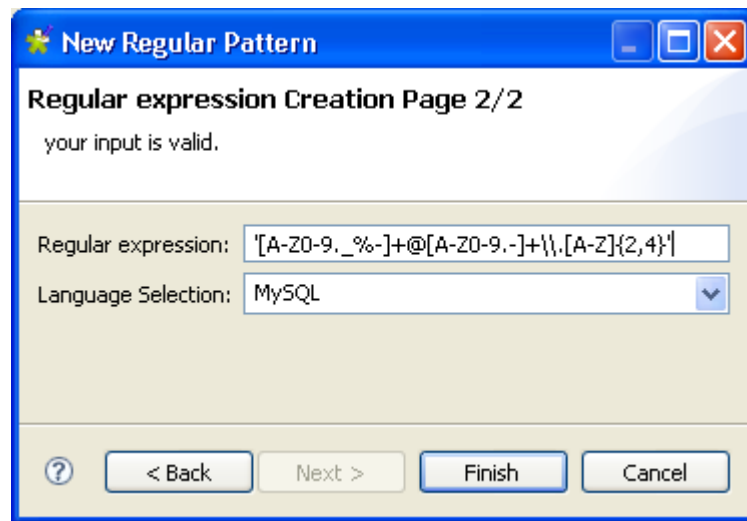 New Regular Pattern
Regular expression Creation Page 2/2
your input is valid.
Regular expression: '[A-Z0-9._%-]+@[A-Z0-9.-]+\\.[A-Z]{2,4}'
Language Selection: MySQL
? < Back Next > Finish Cancel